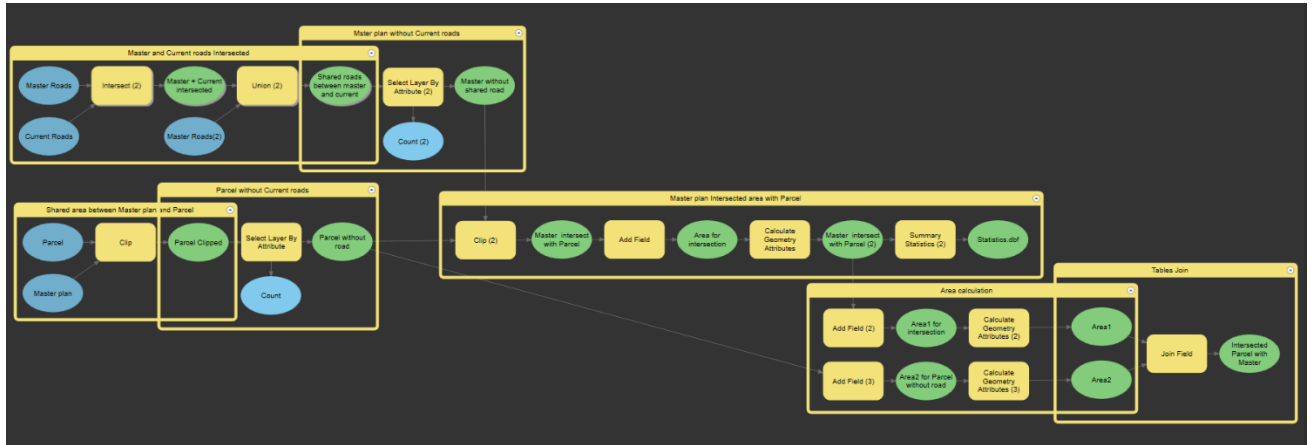 Mster plan without Current roads
Master and Current roads Intersected
Master Roads
Intersect (2)
Master + Current
intersected
Union (2)
Shared roads
between master
and current
Select Layer By
Attribute (2)
Master without
shared road
Current Roads
Master Roads(2)
Count (2)
Parcel without Current roads
Shared area between Master plan and Parcel
Parcel
Clip
Parcel Clipped
Select Layer By
Attribute
Parcel without
road
Master plan
Count
Master plan Intersected area with Parcel
Clip (2)
Master intersect
with Parcel
Add Field
Area for
intersection
Calculate
Geometry
Attributes
Master intersect
with Parcel (2)
Summary
Statistics (2)
Statistics.dbf
Tables Join
Area calculation
Add Field (2)
Area1 for
intersection
Calculate
Geometry
Attributes (2)
Area1
Join Field
Intersected
Parcel with
Master
Add Field (3)
Area2 for Parcel
without road
Calculate
Geometry
Attributes (3)
Area2